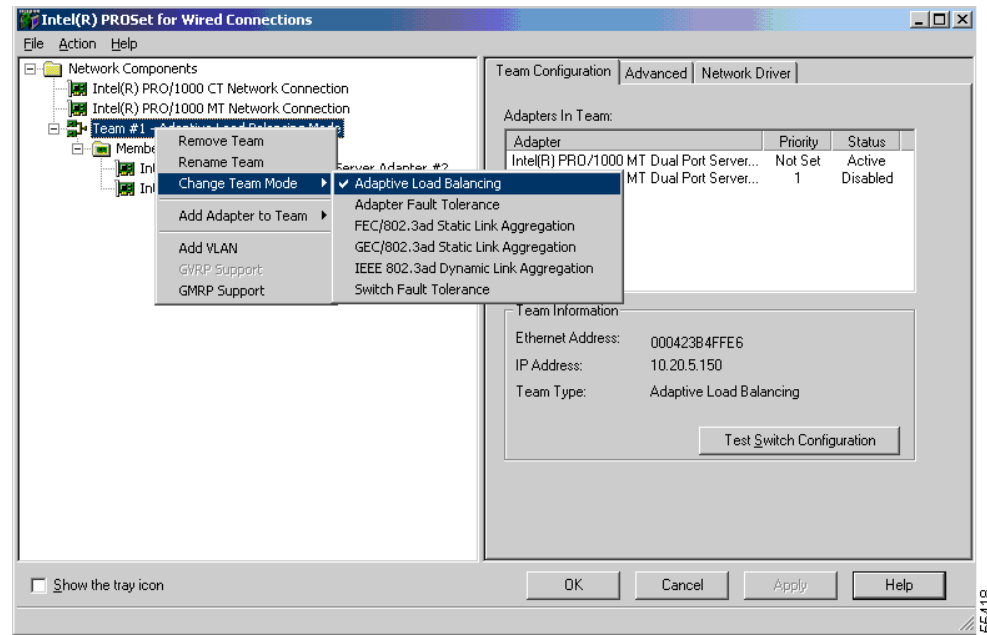 Intel(R) PROSet for Wired Connections
File Action Help
Network Components
Intel(R) PRO/1000 CT Network Connection
Intel(R) PRO/1000 MT Network Connection
Team #1 - Adaptive Load Balancing Mode
Remove Team
Rename Team
Server Adapter #2
Change Team Mode
Add Adapter to Team
Add VLAN
GVRP Support
GMRP Support
Adaptive Load Balancing
Adapter Fault Tolerance
FEC/802.3ad Static Link Aggregation
GEC/802.3ad Static Link Aggregation
IEEE 802.3ad Dynamic Link Aggregation
Switch Fault Tolerance
Team Configuration Advanced Network Driver
Adapters In Team:
Adapter Priority Status
Intel(R) PRO/1000 MT Dual Port Server... Not Set Active
MT Dual Port Server... 1 Disabled
Team Information
Ethernet Address: 000423B4FFE6
IP Address: 10.20.5.150
Team Type: Adaptive Load Balancing
Test Switch Configuration
Show the tray icon
OK Cancel Apply Help
55418